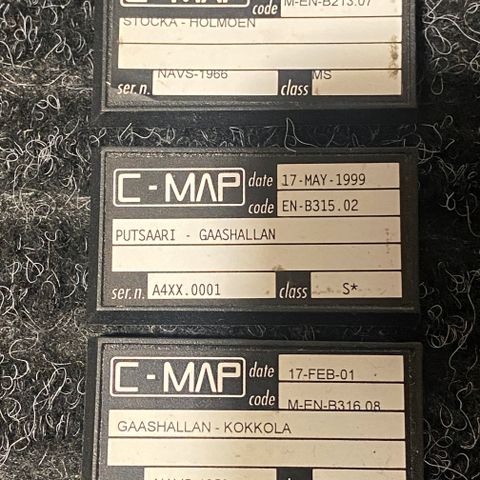 C-MAP code M-EN-B213.07
STOCKA - HOLMOEN
ser.n. NAVS-1966 class MS
C-MAP date 17-MAY-1999
code EN-B315.02
PUTSAARI - GAASHALLAN
ser.n. A4XX.0001 class S*
C-MAP date 17-FEB-01
code M-EN-B316.08
GAASHALLAN - KOKKOLA